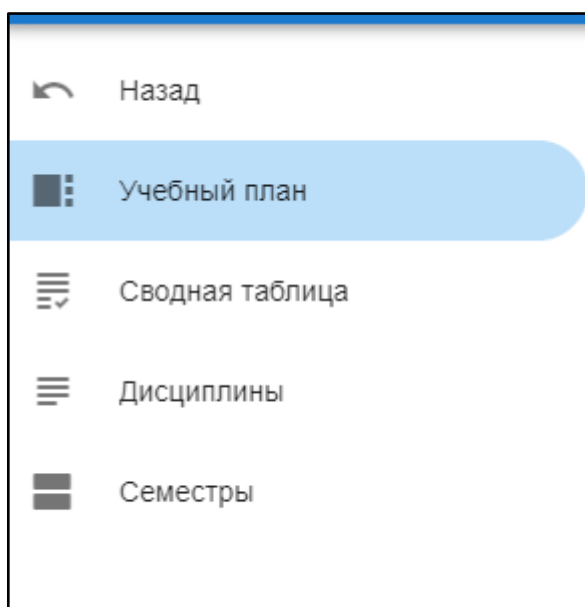 Назад
Учебный план
Сводная таблица
Дисциплины
Семестры